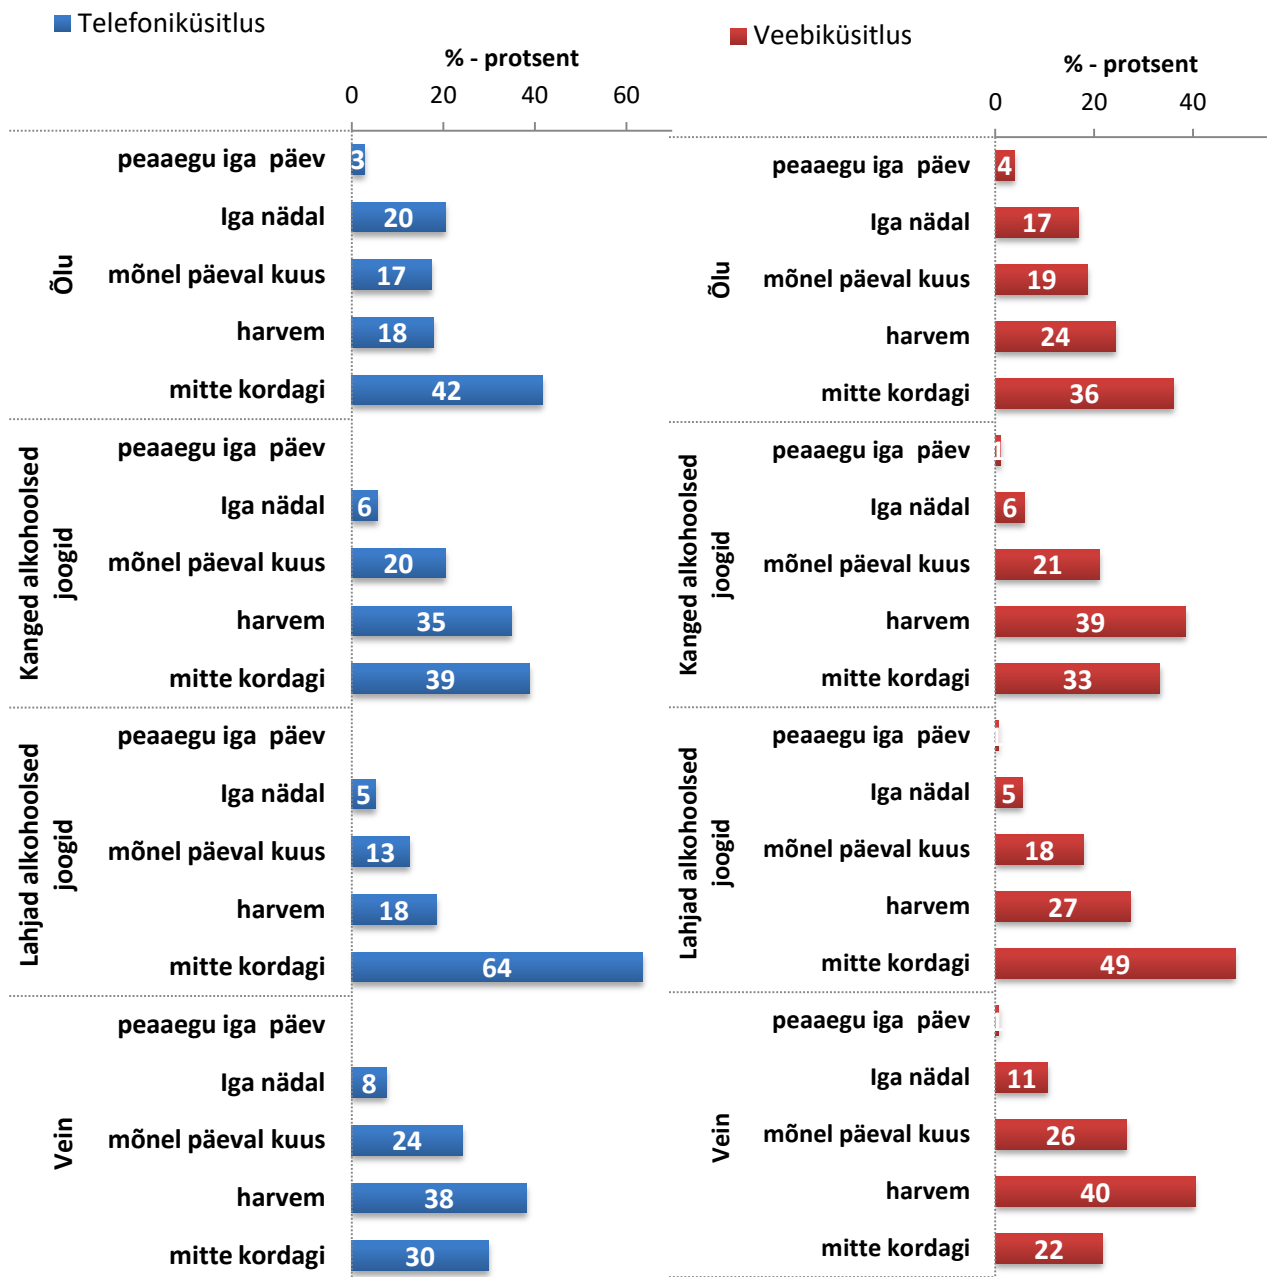 Telefoniküsitlus
% - protsent
0 20 40 60
Õlu
peaaegu iga päev 3
Iga nädal 20
mõnel päeval kuus 17
harvem 18
mitte kordagi 42
Kanged alkohoolsed
joogid
peaaegu iga päev
Iga nädal 6
mõnel päeval kuus 20
harvem 35
mitte kordagi 39
Lahjad alkohoolsed
joogid
peaaegu iga päev
Iga nädal 5
mõnel päeval kuus 13
harvem 18
mitte kordagi 64
Vein
peaaegu iga päev
Iga nädal 8
mõnel päeval kuus 24
harvem 38
mitte kordagi 30
Veebiküsitlus
% - protsent
0 20 40
Õlu
peaaegu iga päev 4
Iga nädal 17
mõnel päeval kuus 19
harvem 24
mitte kordagi 36
Kanged alkohoolsed
joogid
peaaegu iga päev 1
Iga nädal 6
mõnel päeval kuus 21
harvem 39
mitte kordagi 33
Lahjad alkohoolsed
joogid
peaaegu iga päev 1
Iga nädal 5
mõnel päeval kuus 18
harvem 27
mitte kordagi 49
Vein
peaaegu iga päev 1
Iga nädal 11
mõnel päeval kuus 26
harvem 40
mitte kordagi 22